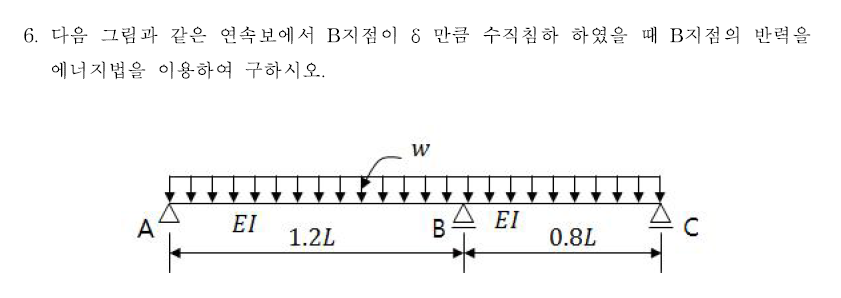 6. 다음 그림과 같은 연속보에서 B지점이 δ 만큼 수직침하 하였을 때 B지점의 반력을
에너지법을 이용하여 구하시오.
w
A EI 1.2L B EI 0.8L C